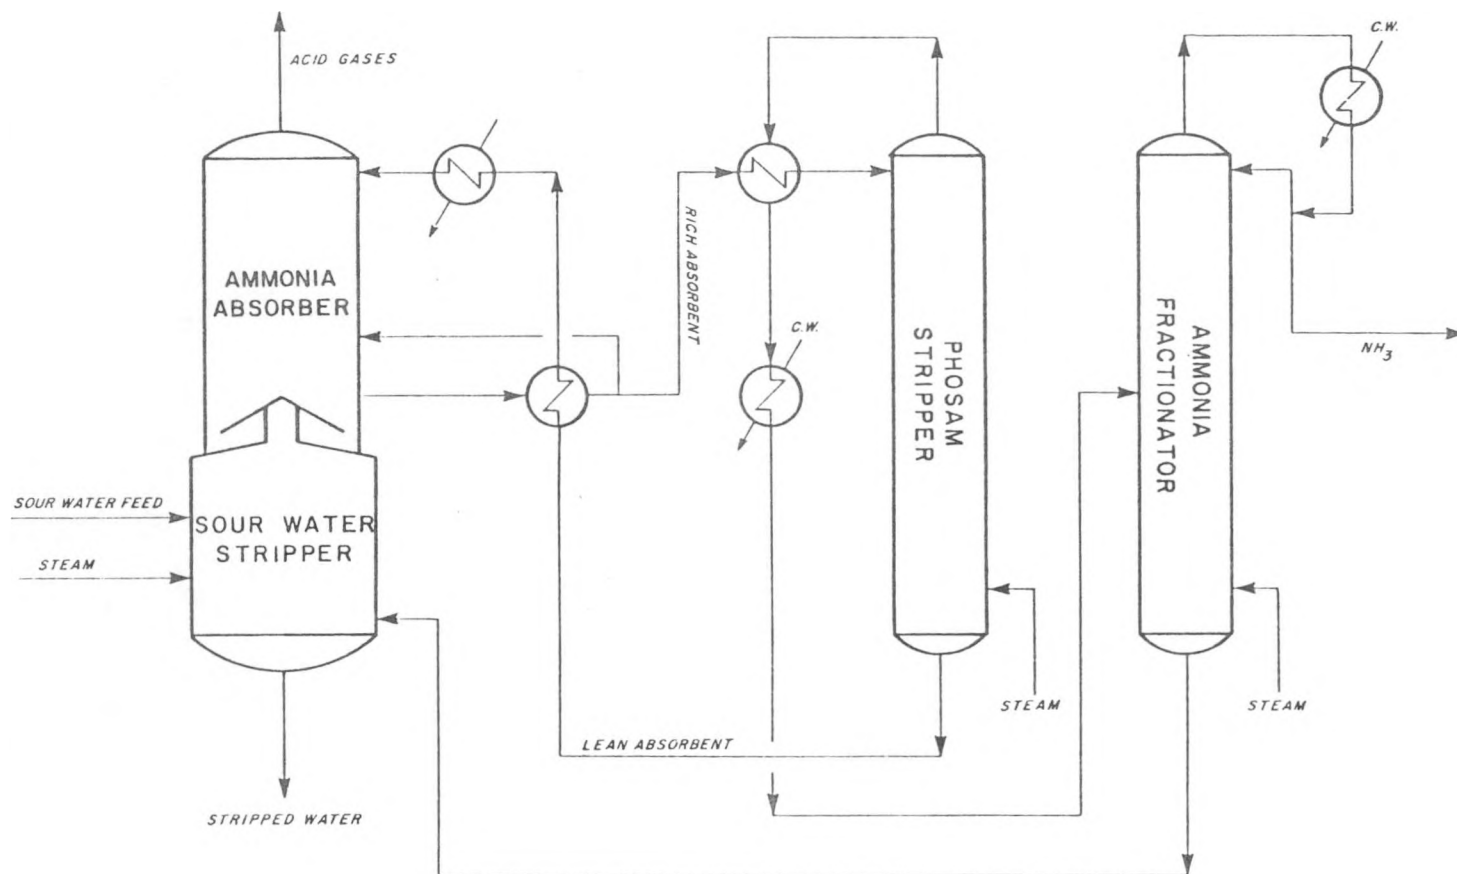 C.W.
ACID GASES
AMMONIA
ABSORBER
RICH ABSORBENT
C.W.
PHOSAM
STRIPPER
AMMONIA
FRACTIONATOR
NH3
SOUR WATER FEED
SOUR WATER
STRIPPER
STEAM
STEAM
STEAM
LEAN ABSORBENT
STRIPPED WATER